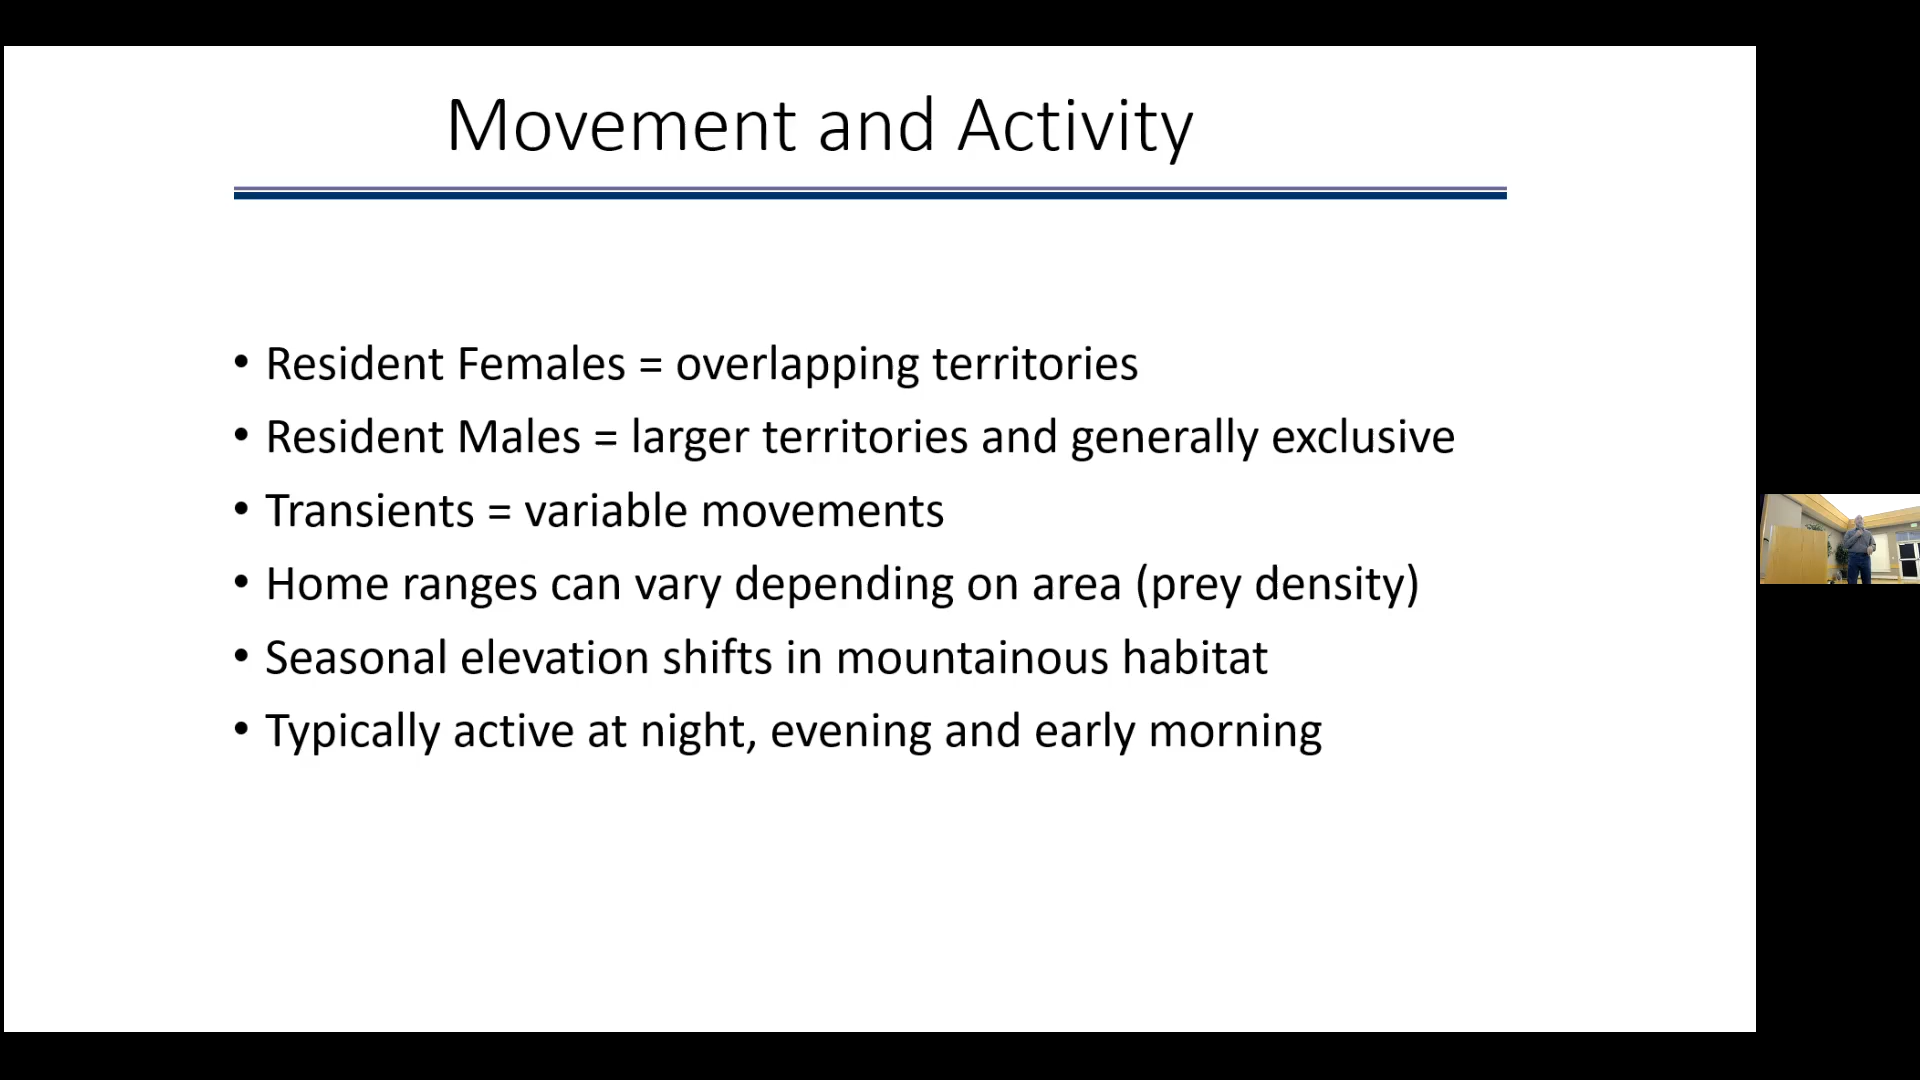 Movement and Activity
• Resident Females = overlapping territories
• Resident Males = larger territories and generally exclusive
• Transients = variable movements
• Home ranges can vary depending on area (prey density)
• Seasonal elevation shifts in mountainous habitat
• Typically active at night, evening and early morning